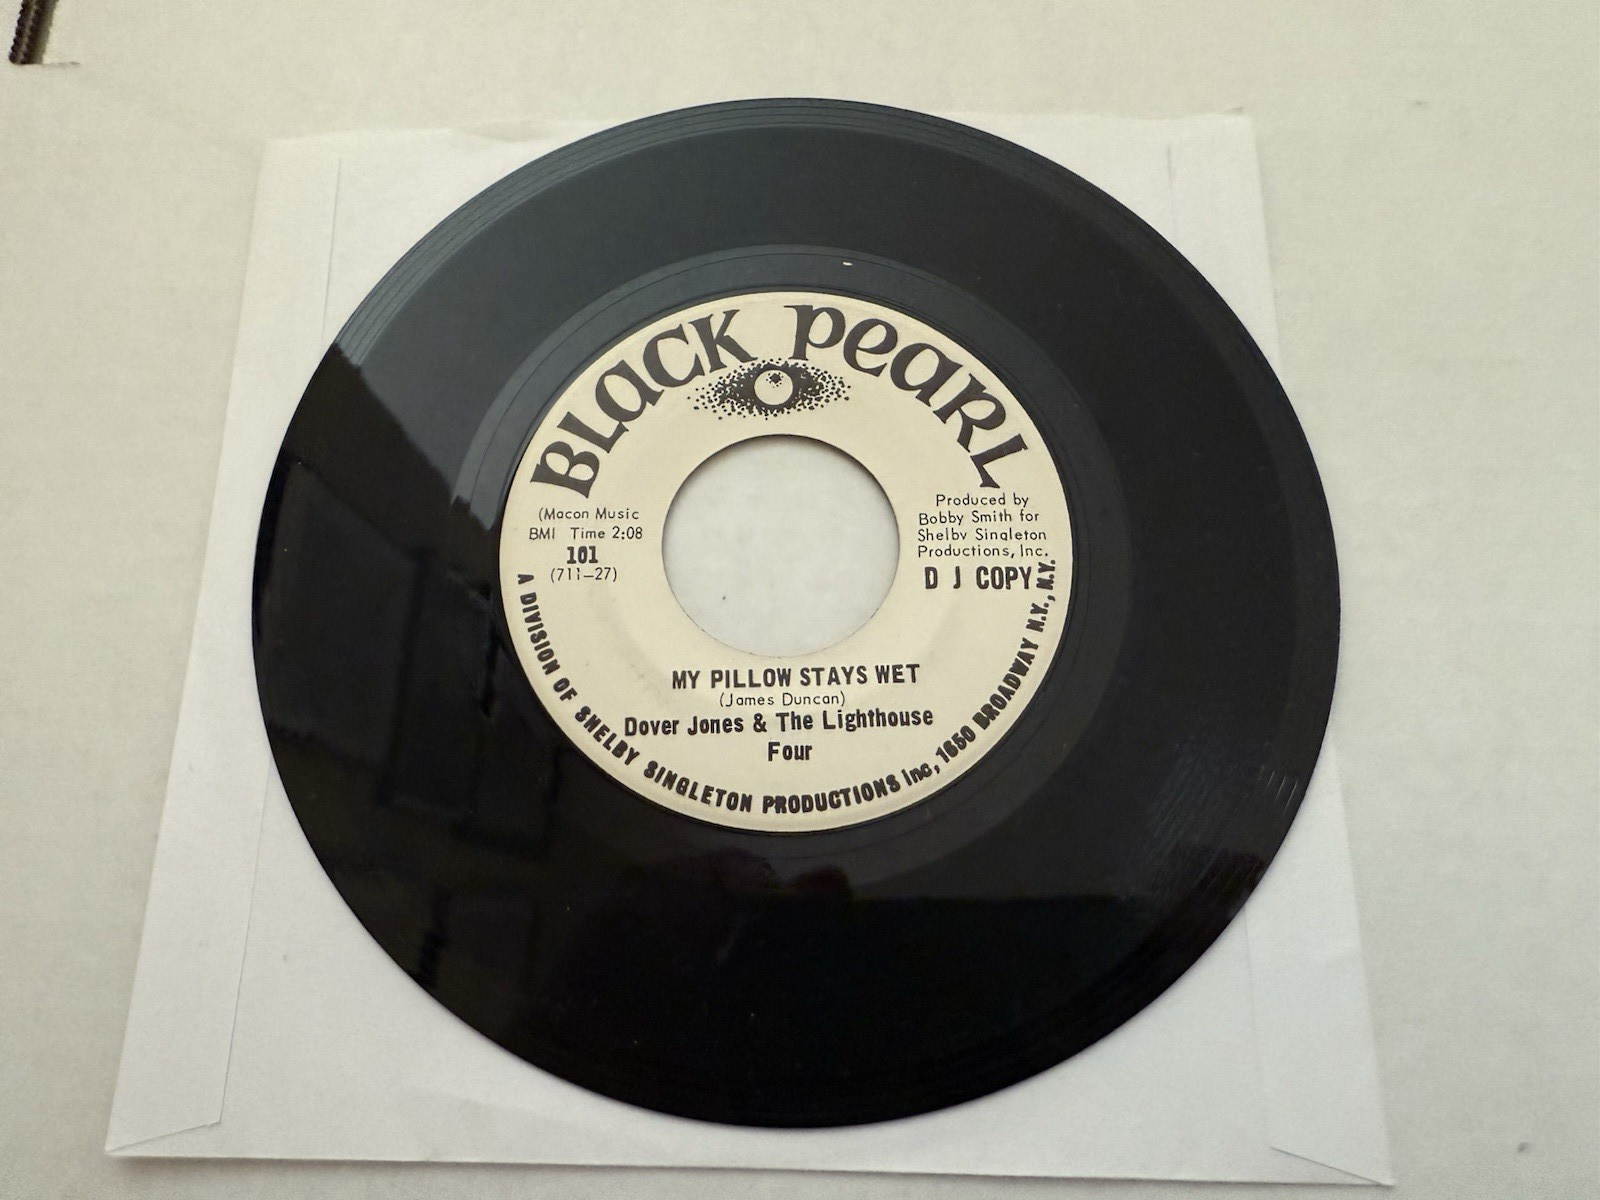 BLACK PEARL
(Macon Music
BMI Time 2:08
101
(711-27)
Produced by
Bobby Smith for
Shelby Singleton
Productions, Inc.
D J COPY
MY PILLOW STAYS WET
(James Duncan)
Dover Jones & The Lighthouse
Four
A DIVISION OF SHELBY SINGLETON PRODUCTIONS inc, 1650 BROADWAY N.Y., N.Y.